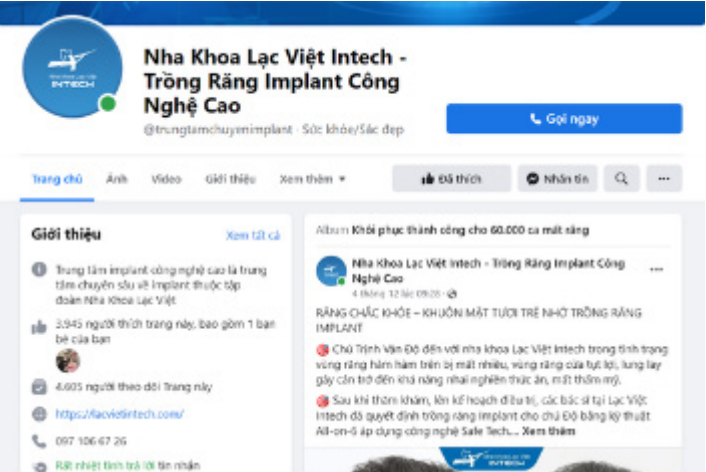 Nha Khoa Lạc Việt Intech -
Trồng Răng Implant Công
Nghệ Cao
@trungtamchuyenimplant · Sức khỏe/Sắc đẹp
Gọi ngay
Trang chủ Ảnh Video Giới thiệu Xem thêm
Đã thích Nhắn tin
Giới thiệu Xem tất cả
Trung tâm implant công nghệ cao là trung
tâm chuyên sâu về implant thuộc tập
đoàn Nha Khoa Lạc Việt
3.945 người thích trang này, bao gồm 1 bạn
bè của bạn
4.605 người theo dõi Trang này
https://lacvietintech.com/
097 106 67 26
Rất nhiệt tình trả lời tin nhắn
Album Khôi phục thành công cho 60.000 ca mất răng
Nha Khoa Lạc Việt Intech - Trồng Răng Implant Công
Nghệ Cao
4 tháng 12 lúc 09:28
RĂNG CHẮC KHỎE – KHUÔN MẶT TƯƠI TRẺ NHỜ TRỒNG RĂNG
IMPLANT
Chú Trịnh Văn Độ đến với nha khoa Lạc Việt Intech trong tình trạng
vùng răng hàm hàm trên bị mất nhiều, vùng răng cửa tụt lợi, lung lay
gây cản trở đến khả năng nhai nghiền thức ăn, mất thẩm mỹ.
Sau khi thăm khám, lên kế hoạch điều trị, các bác sĩ tại Lạc Việt
Intech đã quyết định trồng răng Implant cho chú Độ bằng kỹ thuật
All-on-6 áp dụng công nghệ Safe Tech... Xem thêm
INTECH